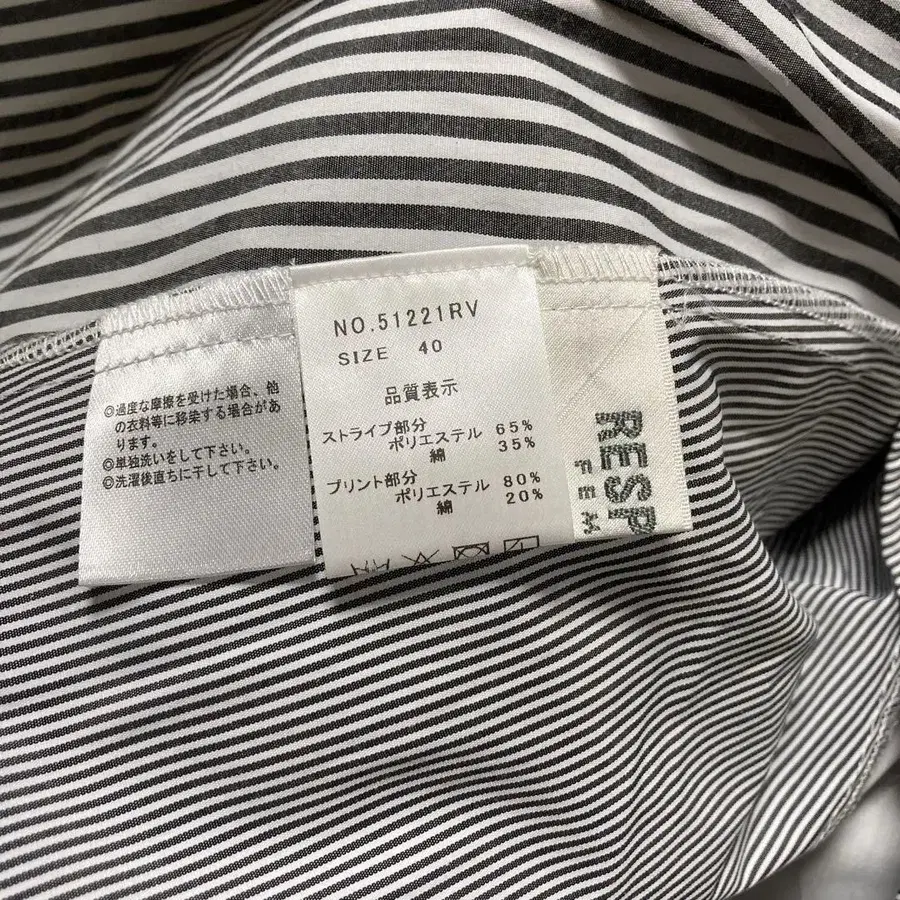 ◎過度な摩擦を受けた場合、他
の衣料等に移染する場合があ
ります。
◎単独洗いをして下さい。
◎洗濯後直ちに干して下さい。
NO.51221RV
SIZE 40
品質表示
ストライプ部分
ポリエステル 65%
綿 35%
プリント部分
ポリエステル 80%
綿 20%
RESP
FEM